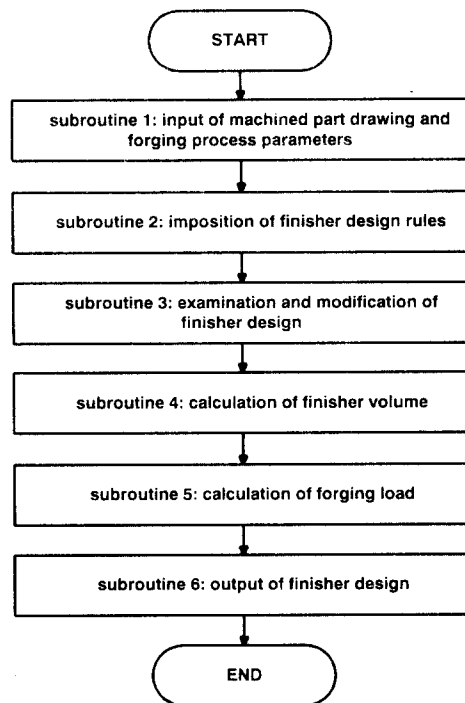 START
subroutine 1: input of machined part drawing and
forging process parameters
subroutine 2: imposition of finisher design rules
subroutine 3: examination and modification of
finisher design
subroutine 4: calculation of finisher volume
subroutine 5: calculation of forging load
subroutine 6: output of finisher design
END